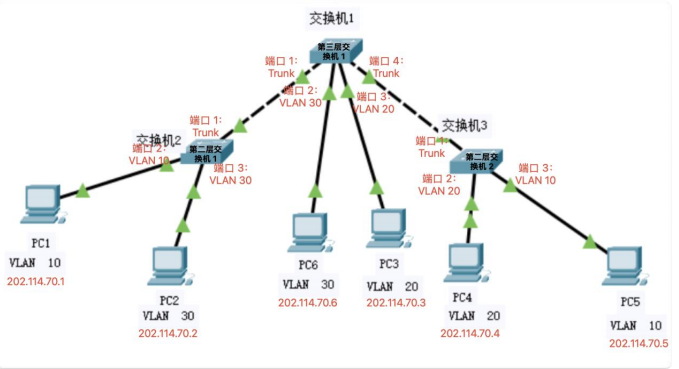 交换机1
第三层交
换机 1
端口 1:
Trunk
端口 4:
Trunk
端口 2:
VLAN 30
端口 3:
VLAN 20
端口 1:
Trunk
交换机2
端口 2:
VLAN 10
第二层交
换机 1
端口 3:
VLAN 30
交换机3
端口 1:
Trunk
第二层交
换机 2
端口 2:
VLAN 20
端口 3:
VLAN 10
PC1
VLAN 10
202.114.70.1
PC2
VLAN 30
202.114.70.2
PC6
VLAN 30
202.114.70.6
PC3
VLAN 20
202.114.70.3
PC4
VLAN 20
202.114.70.4
PC5
VLAN 10
202.114.70.5